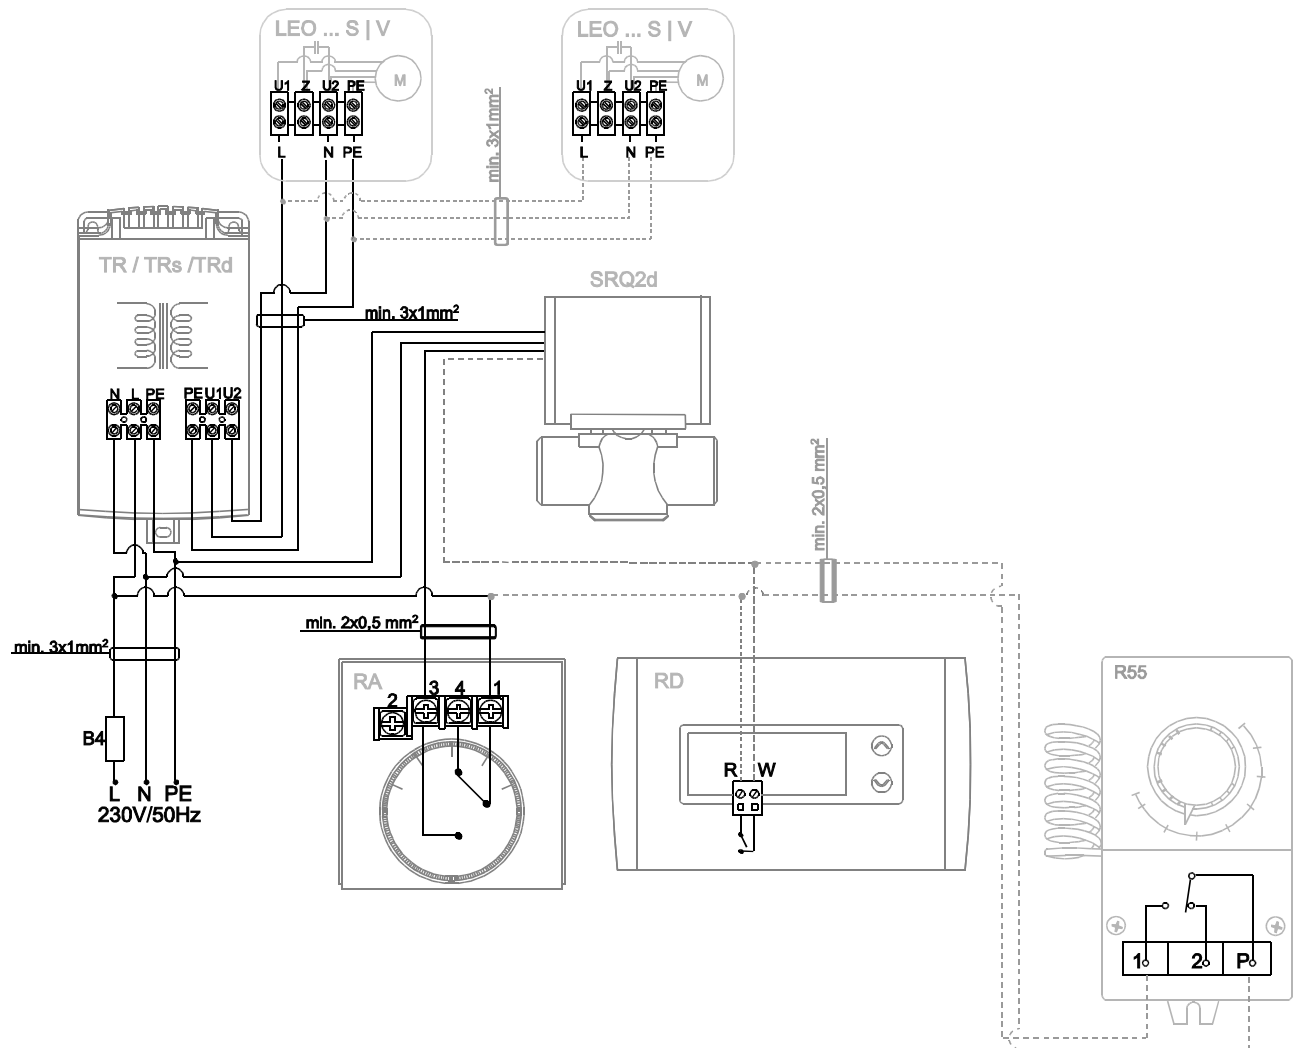 LEO ... S | V
LEO ... S | V
M
M
U1 Z U2 PE
U1 Z U2 PE
L N PE
L N PE
min. 3x1mm²
TR / TRs /TRd
SRQ2d
min. 3x1mm²
N L PE PE U1 U2
min. 2x0,5 mm²
min. 2x0,5 mm²
min. 3x1mm²
RA
2 3 4 1
RD
R W
R55
B4
L N PE
230V/50Hz
1 2 P